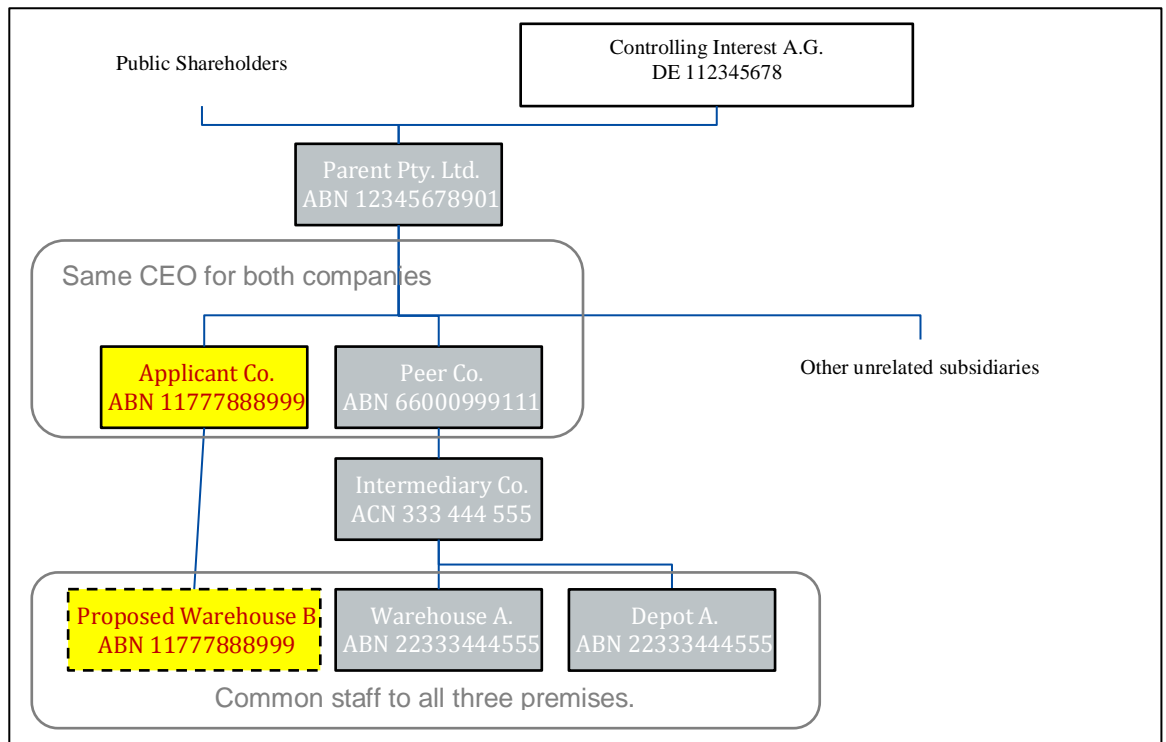 Public Shareholders
Controlling Interest A.G.
DE 112345678
Parent Pty. Ltd.
ABN 12345678901
Same CEO for both companies
Applicant Co.
ABN 11777888999
Peer Co.
ABN 66000999111
Other unrelated subsidiaries
Intermediary Co.
ACN 333 444 555
Proposed Warehouse B
ABN 11777888999
Warehouse A.
ABN 22333444555
Depot A.
ABN 22333444555
Common staff to all three premises.